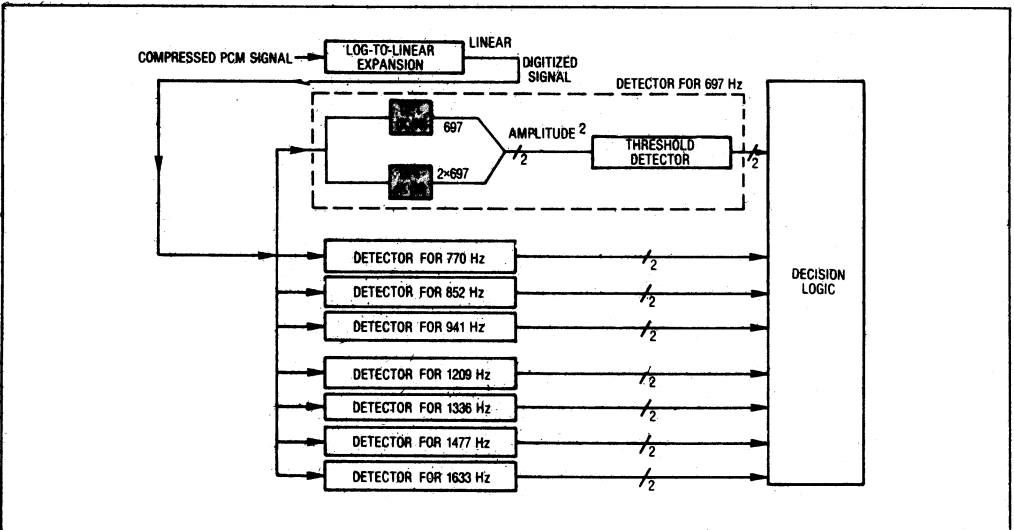 COMPRESSED PCM SIGNAL
LOG-TO-LINEAR
EXPANSION
LINEAR
DIGITIZED
SIGNAL
DETECTOR FOR 697 Hz
697
2×697
AMPLITUDE 2
2
THRESHOLD
DETECTOR
2
DETECTOR FOR 770 Hz
2
DETECTOR FOR 852 Hz
2
DETECTOR FOR 941 Hz
2
DETECTOR FOR 1209 Hz
2
DETECTOR FOR 1336 Hz
2
DETECTOR FOR 1477 Hz
2
DETECTOR FOR 1633 Hz
2
DECISION
LOGIC